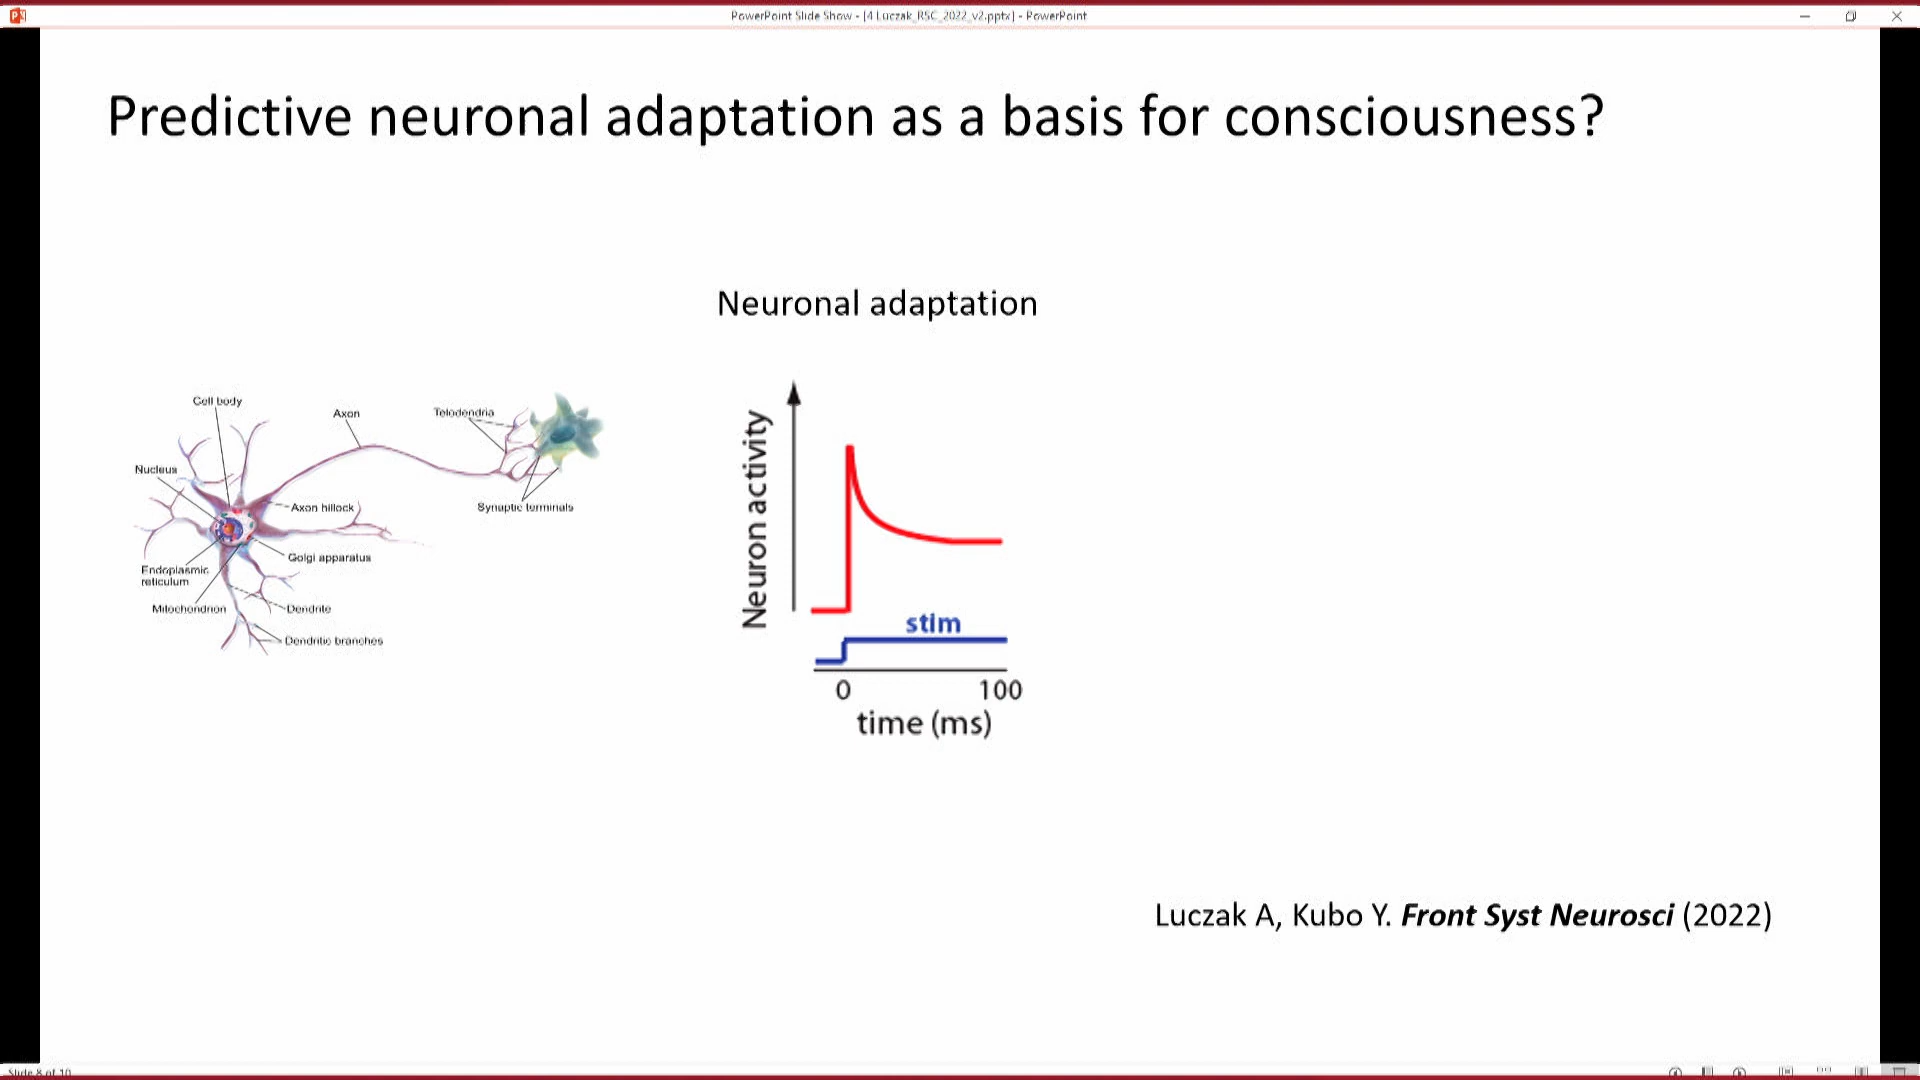 PowerPoint Slide Show - [4 Luczak_RSC_2022_v2.pptx] - PowerPoint
Predictive neuronal adaptation as a basis for consciousness?
Neuronal adaptation
Cell body
Axon
Telodendria
Nucleus
Axon hillock
Synaptic terminals
Golgi apparatus
Endoplasmic
reticulum
Mitochondrion
Dendrite
Dendritic branches
Neuron activity
stim
0
100
time (ms)
Luczak A, Kubo Y. Front Syst Neurosci (2022)
Slide 8 of 10